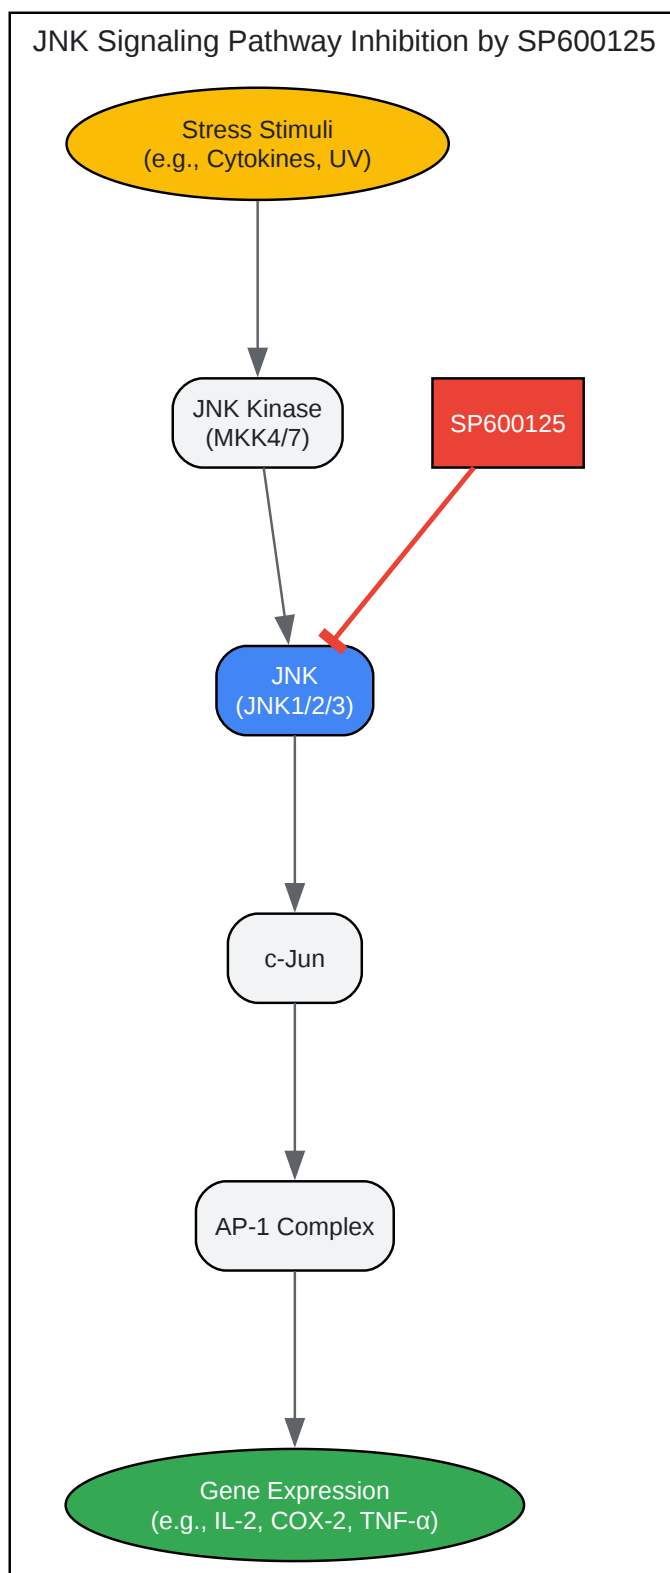 JNK Signaling Pathway Inhibition by SP600125
Stress Stimuli
(e.g., Cytokines, UV)
JNK Kinase
(MKK4/7)
SP600125
JNK
(JNK1/2/3)
c-Jun
AP-1 Complex
Gene Expression
(e.g., IL-2, COX-2, TNF-α)